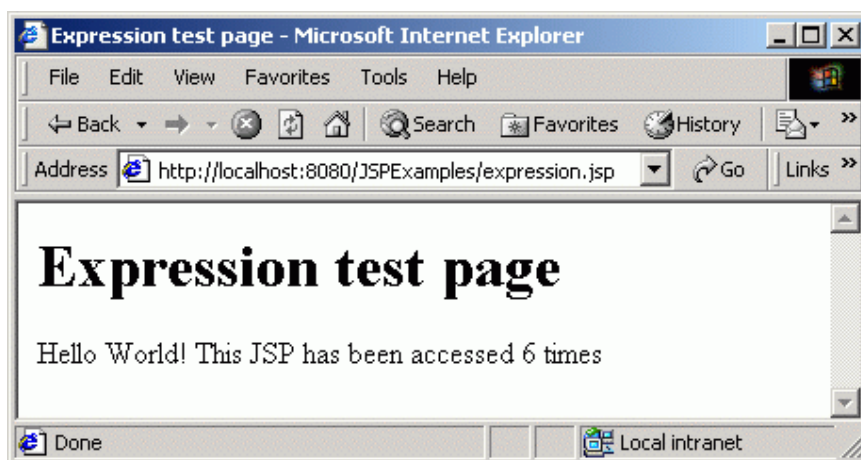 Expression test page - Microsoft Internet Explorer
File Edit View Favorites Tools Help
Back Search Favorites History »
Address http://localhost:8080/JSPExamples/expression.jsp Go Links »
Expression test page
Hello World! This JSP has been accessed 6 times
Done Local intranet